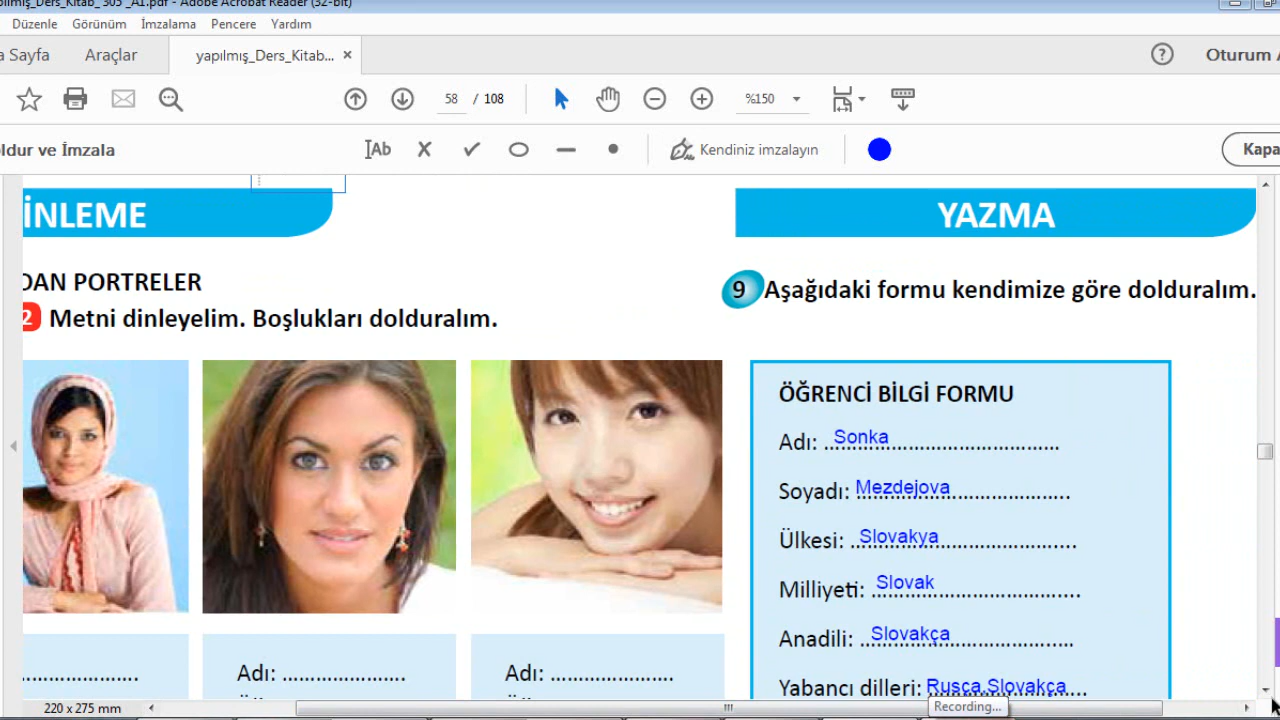 pılmış_Ders_Kitab_ 305 _A1.pdf - Adobe Acrobat Reader (32-bit)
Düzenle Görünüm İmzalama Pencere Yardım
a Sayfa Araçlar yapılmış_Ders_Kitab... × ? Oturum A
58 / 108 %150
ldur ve İmzala Ab Kendiniz imzalayın Kapa
İNLEME
DAN PORTRELER
2 Metni dinleyelim. Boşlukları dolduralım.
Adı: ......................
Adı: ......................
YAZMA
9 Aşağıdaki formu kendimize göre dolduralım.
ÖĞRENCİ BİLGİ FORMU
Adı: Sonka
Soyadı: Mezdejova
Ülkesi: Slovakya
Milliyeti: Slovak
Anadili: Slovakça
Yabancı dilleri: Rusça,Slovakça
220 x 275 mm
Recording...